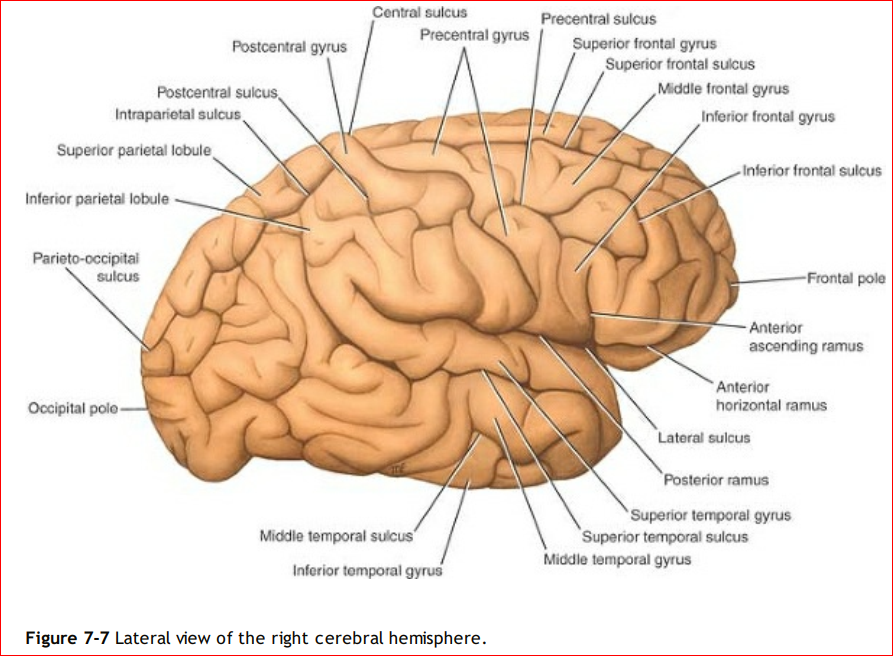 Central sulcus
Precentral sulcus
Postcentral gyrus
Precentral gyrus
Superior frontal gyrus
Superior frontal sulcus
Postcentral sulcus
Middle frontal gyrus
Intraparietal sulcus
Inferior frontal gyrus
Superior parietal lobule
Inferior frontal sulcus
Inferior parietal lobule
Parieto-occipital
sulcus
Frontal pole
Anterior
ascending ramus
Anterior
horizontal ramus
Occipital pole
Lateral sulcus
Posterior ramus
Superior temporal gyrus
Middle temporal sulcus
Superior temporal sulcus
Middle temporal gyrus
Inferior temporal gyrus
Figure 7-7 Lateral view of the right cerebral hemisphere.